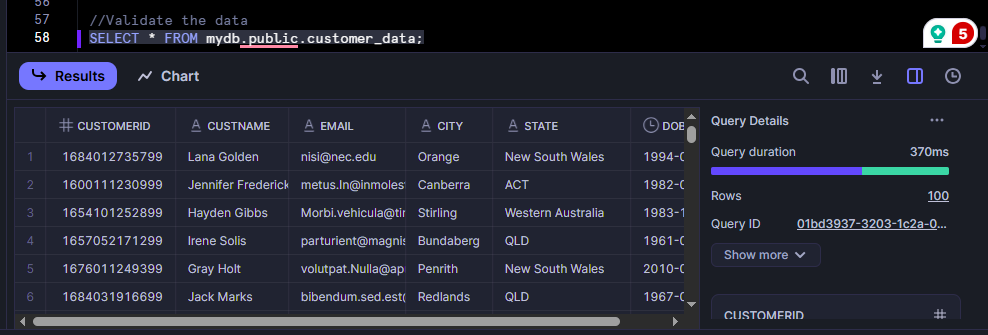 56
57 //Validate the data
58 SELECT * FROM mydb.public.customer_data;
5
Results Chart
CUSTOMERID CUSTNAME EMAIL CITY STATE DOB
1 1684012735799 Lana Golden nisi@nec.edu Orange New South Wales 1994-0
2 1600111230999 Jennifer Frederick metus.In@inmolest Canberra ACT 1982-0
3 1654101252899 Hayden Gibbs Morbi.vehicula@tin Stirling Western Australia 1983-1
4 1657052171299 Irene Solis parturient@magnis Bundaberg QLD 1961-0
5 1676011249399 Gray Holt volutpat.Nulla@ap Penrith New South Wales 2010-0
6 1684031916699 Jack Marks bibendum.sed.est@ Redlands QLD 1967-0
Query Details ...
Query duration 370ms
Rows 100
Query ID 01bd3937-3203-1c2a-0...
Show more
CUSTOMERID #